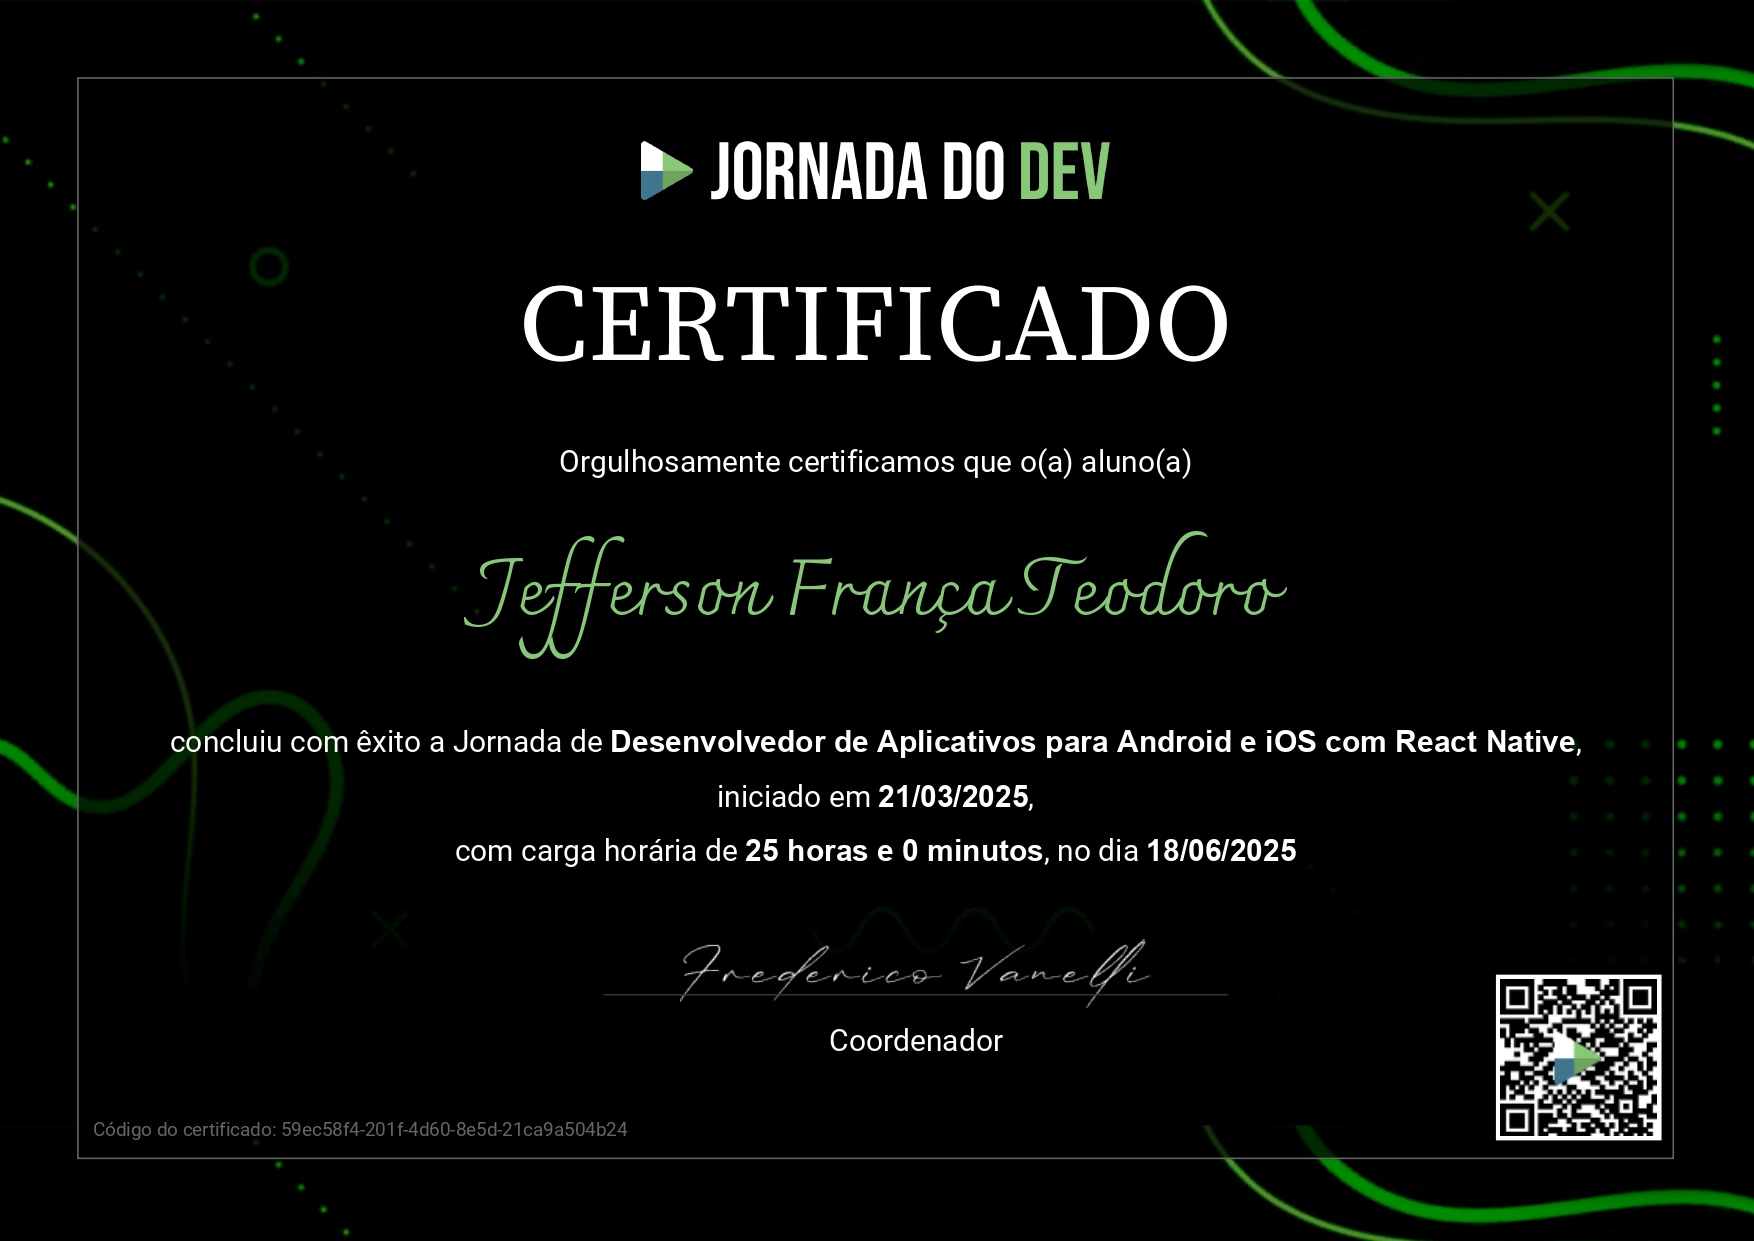 JORNADA DO DEV
CERTIFICADO
Orgulhosamente certificamos que o(a) aluno(a)
Jefferson França Teodoro
concluiu com êxito a Jornada de Desenvolvedor de Aplicativos para Android e iOS com React Native,
iniciado em 21/03/2025,
com carga horária de 25 horas e 0 minutos, no dia 18/06/2025
Frederico Vanelli
Coordenador
Código do certificado: 59ec58f4-201f-4d60-8e5d-21ca9a504b24